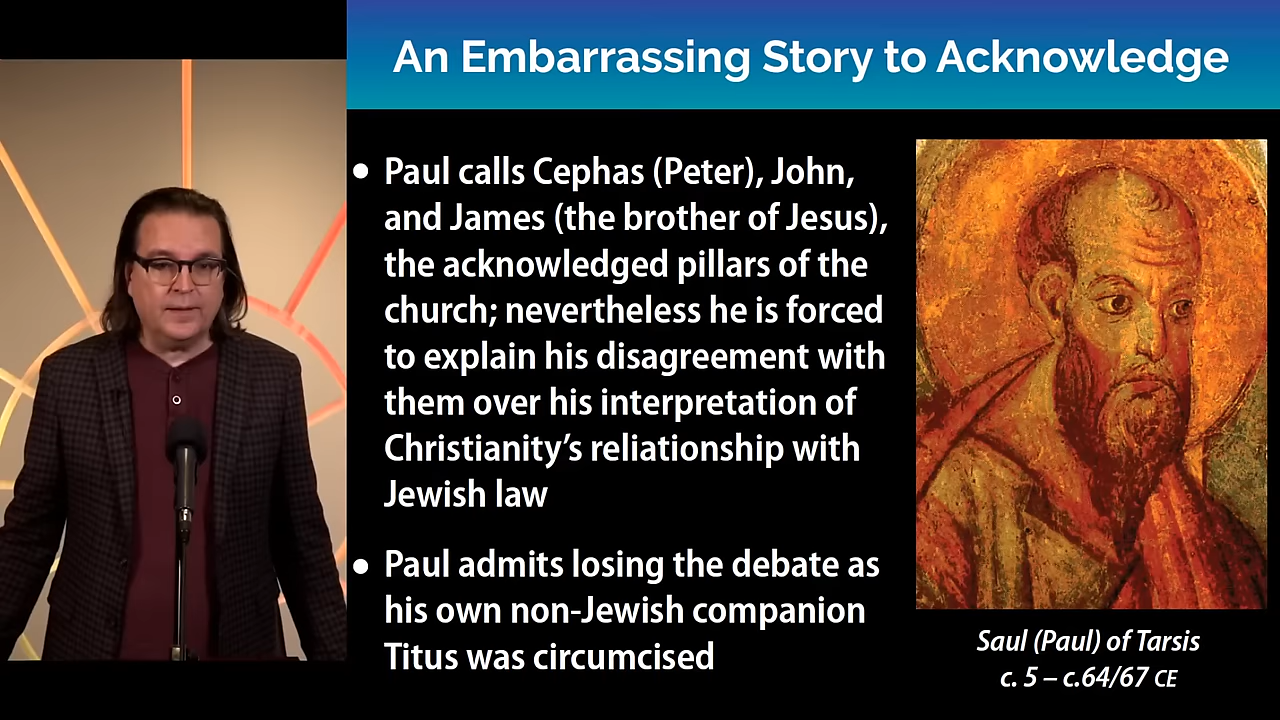 An Embarrassing Story to Acknowledge
• Paul calls Cephas (Peter), John,
and James (the brother of Jesus),
the acknowledged pillars of the
church; nevertheless he is forced
to explain his disagreement with
them over his interpretation of
Christianity’s reliationship with
Jewish law
• Paul admits losing the debate as
his own non-Jewish companion
Titus was circumcised
Saul (Paul) of Tarsis
c. 5 – c.64/67 CE